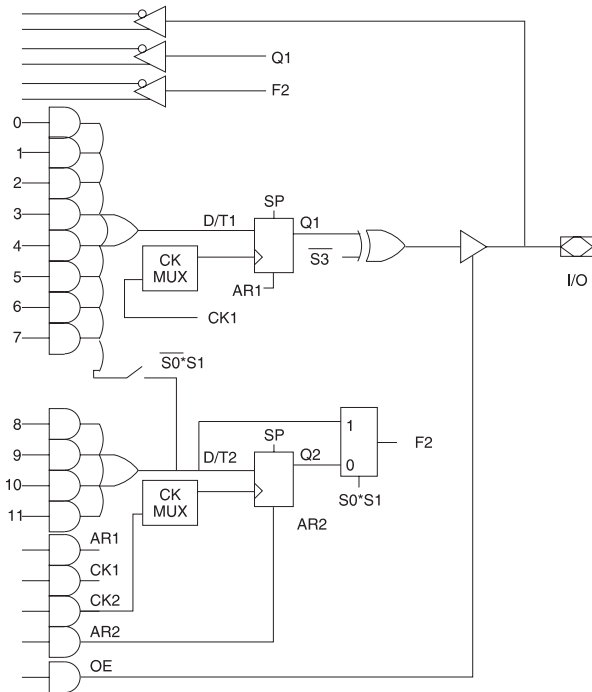 Q1
F2
0
1
2
3
4
5
6
7
SP
D/T1
Q1
CK
MUX
S̅3̅
AR1
CK1
I/O
S̅0̅*S1
8
9
10
11
SP
D/T2
Q2
1
0
F2
CK
MUX
S0*S1
AR2
AR1
CK1
CK2
AR2
OE